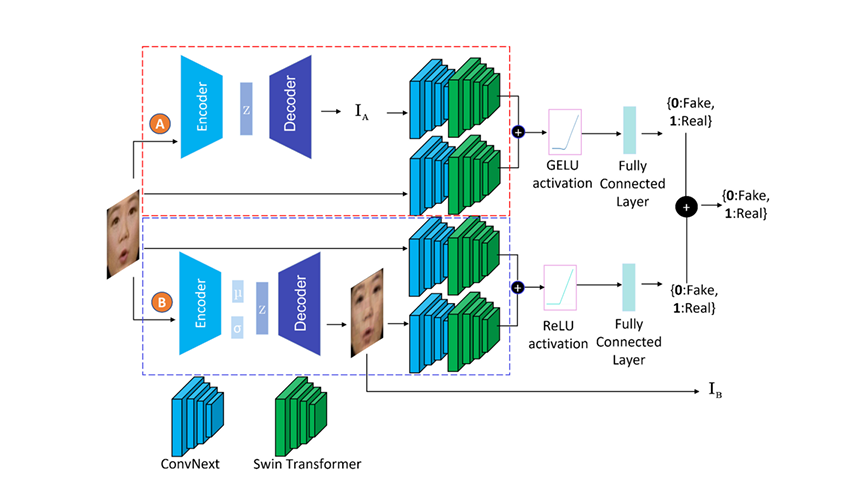 A
Encoder
Z
Decoder
I_A
+
GELU
activation
Fully
Connected
Layer
{0:Fake,
1:Real}
+
{0:Fake,
1:Real}
B
Encoder
μ
σ
Z
Decoder
+
ReLU
activation
Fully
Connected
Layer
{0:Fake,
1:Real}
I_B
ConvNext
Swin Transformer